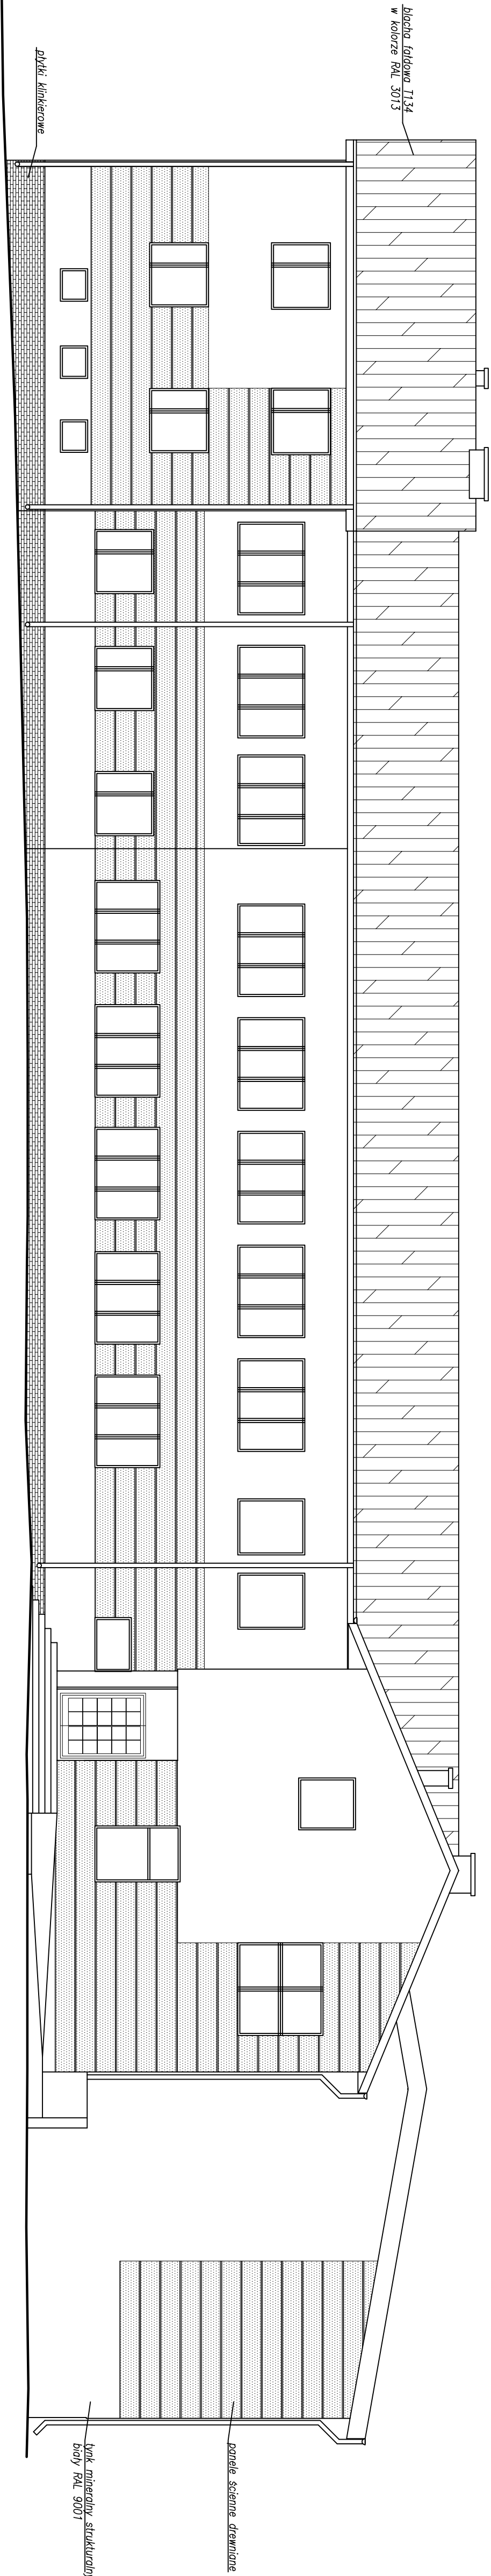 blacha fałdowa T134
w kolorze RAL 3013
płytki klinkierowe
panele ścienne drewniane
tynk mineralny strukturalny
biały RAL 9001